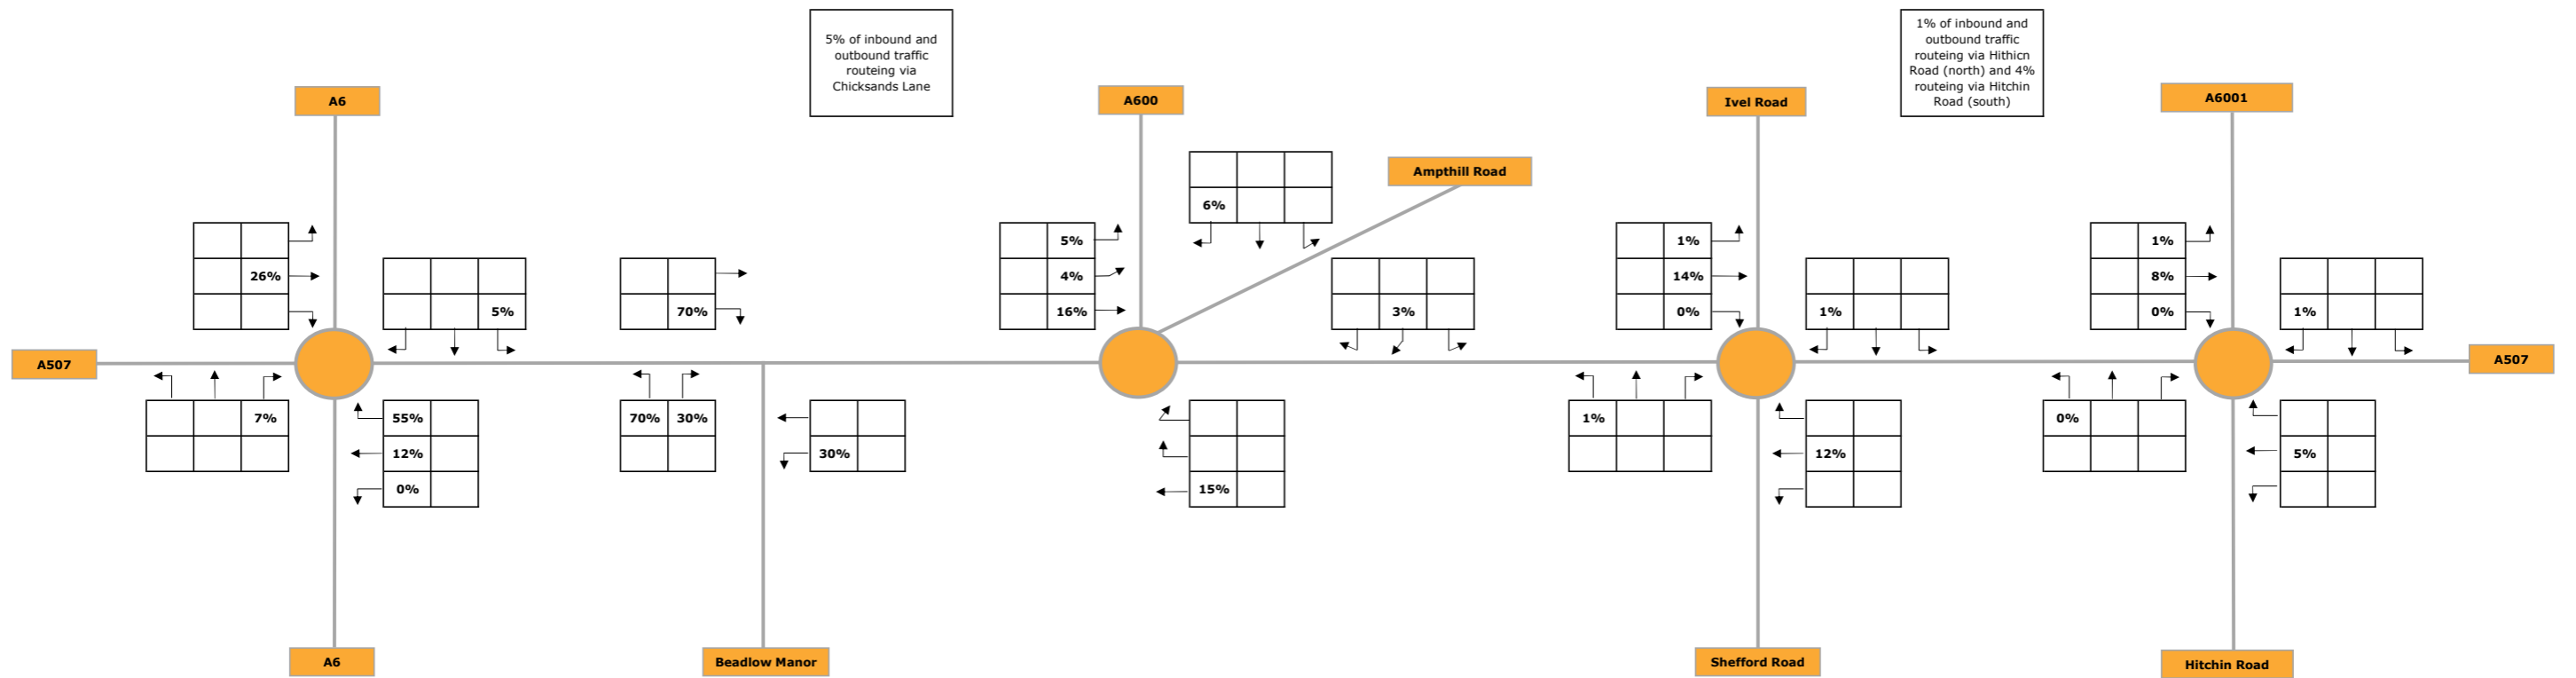 5% of inbound and
outbound traffic
routeing via
Chicksands Lane
1% of inbound and
outbound traffic
routeing via Hithicn
Road (north) and 4%
routeing via Hitchin
Road (south)
A6
A600
Ivel Road
A6001
Ampthill Road
6%
5%
4%
16%
1%
14%
0%
1%
8%
0%
26%
5%
70%
3%
1%
1%
A507
A507
7%
55%
12%
0%
70% 30%
30%
15%
1%
12%
0%
5%
A6
Beadlow Manor
Shefford Road
Hitchin Road